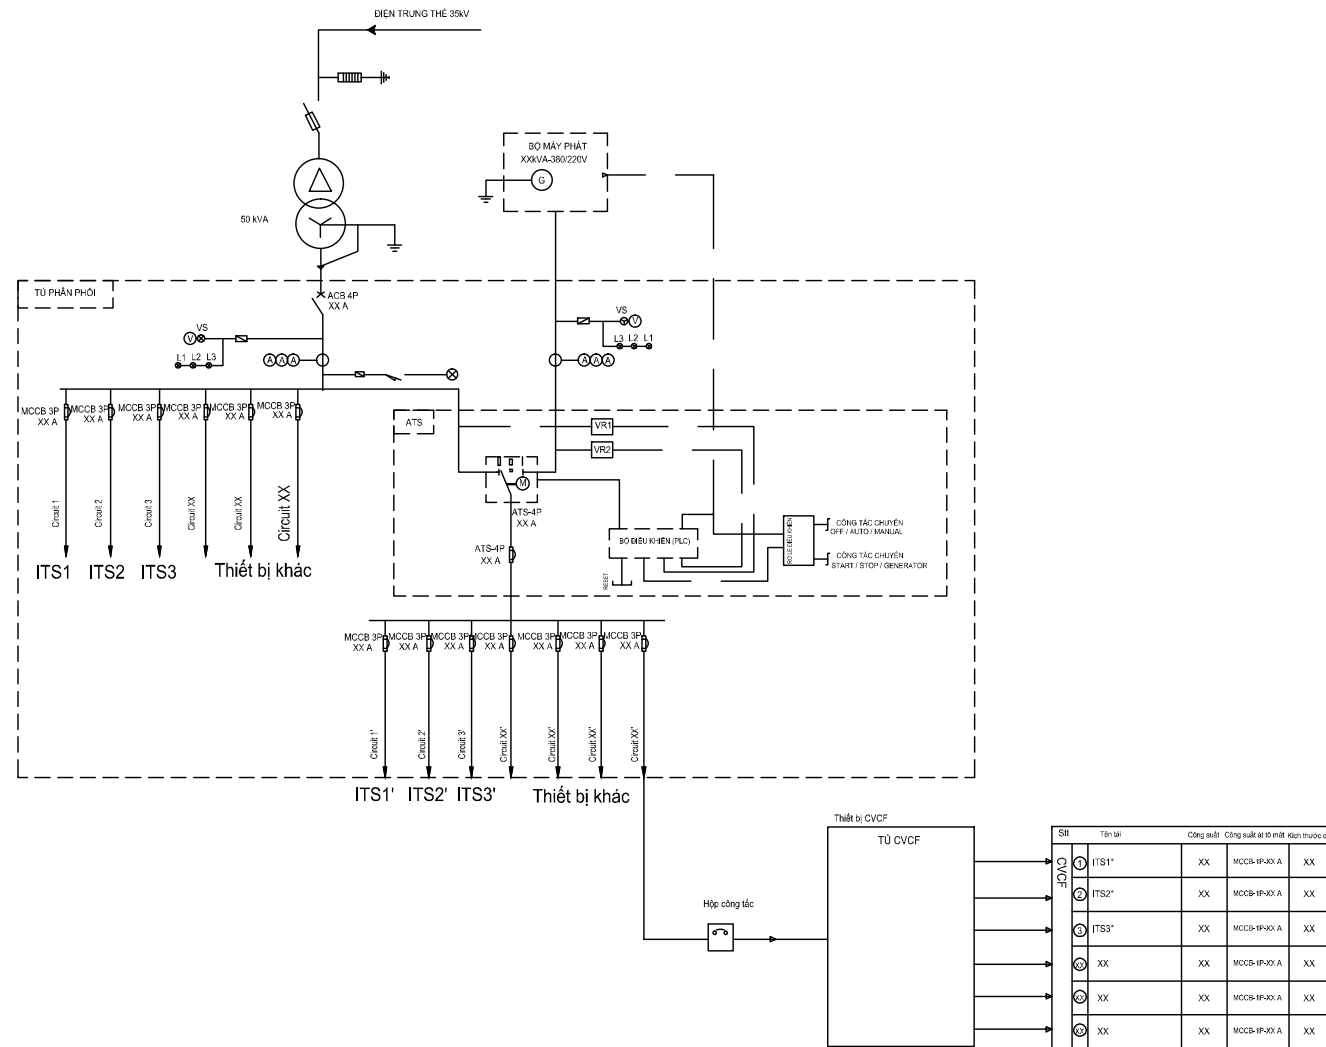 ĐIỆN TRUNG THẾ 35kV
BỘ MÁY PHÁT
XXkVA-380/220V
G
50 kVA
TỦ PHÂN PHỐI
ACB 4P
XX A
VS
V
L1 L2 L3
A A A
VS
V
L3 L2 L1
A A A
MCCB 3P
XX A
MCCB 3P
XX A
MCCB 3P
XX A
MCCB 3P
XX A
MCCB 3P
XX A
MCCB 3P
XX A
Circuit 1
Circuit 2
Circuit 3
Circuit XX
Circuit XX
Circuit XX
ITS1
ITS2
ITS3
Thiết bị khác
ATS
VR1
VR2
M
ATS-4P
XX A
ATS-4P
XX A
BỘ ĐIỀU KHIỂN (PLC)
RESET
RƠ LE ĐIỀU KHIỂN
CÔNG TẮC CHUYỂN
OFF / AUTO / MANUAL
CÔNG TẮC CHUYỂN
START / STOP / GENERATOR
MCCB 3P
XX A
MCCB 3P
XX A
MCCB 3P
XX A
MCCB 3P
XX A
MCCB 3P
XX A
MCCB 3P
XX A
MCCB 3P
XX A
Circuit 1'
Circuit 2'
Circuit 3'
Circuit XX'
Circuit XX'
Circuit XX'
Circuit XX'
ITS1'
ITS2'
ITS3'
Thiết bị khác
Hộp công tắc
Thiết bị CVCF
TỦ CVCF
Stt Tên tải Công suất Công suất át tô mát Kích thước
CVCF
1 ITS1" XX MCCB-1P-XX A XX
2 ITS2" XX MCCB-1P-XX A XX
3 ITS3" XX MCCB-1P-XX A XX
XX XX XX MCCB-1P-XX A XX
XX XX XX MCCB-1P-XX A XX
XX XX XX MCCB-1P-XX A XX